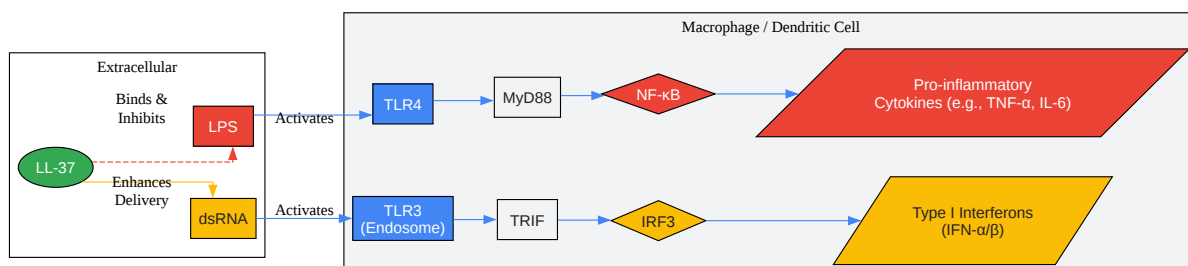 Macrophage / Dendritic Cell
Extracellular
Binds &
Inhibits
LPS
LL-37
Enhances
Delivery
dsRNA
Activates
TLR4
MyD88
NF-κB
Pro-inflammatory
Cytokines (e.g., TNF-α, IL-6)
Activates
TLR3
(Endosome)
TRIF
IRF3
Type I Interferons
(IFN-α/β)